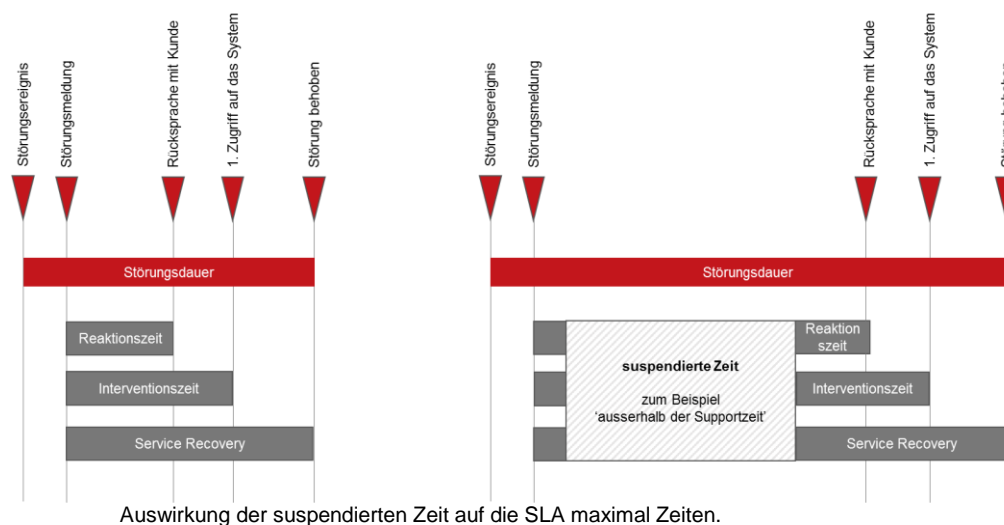 Störungsereignis
Störungsmeldung
Rücksprache mit Kunde
1. Zugriff auf das System
Störung behoben
Störungsdauer
Reaktionszeit
Interventionszeit
Service Recovery
Störungsereignis
Störungsmeldung
Rücksprache mit Kunde
1. Zugriff auf das System
Störungsdauer
suspendierte Zeit
zum Beispiel
'ausserhalb der Supportzeit'
Reaktion
szeit
Interventionszeit
Service Recovery
Auswirkung der suspendierten Zeit auf die SLA maximal Zeiten.